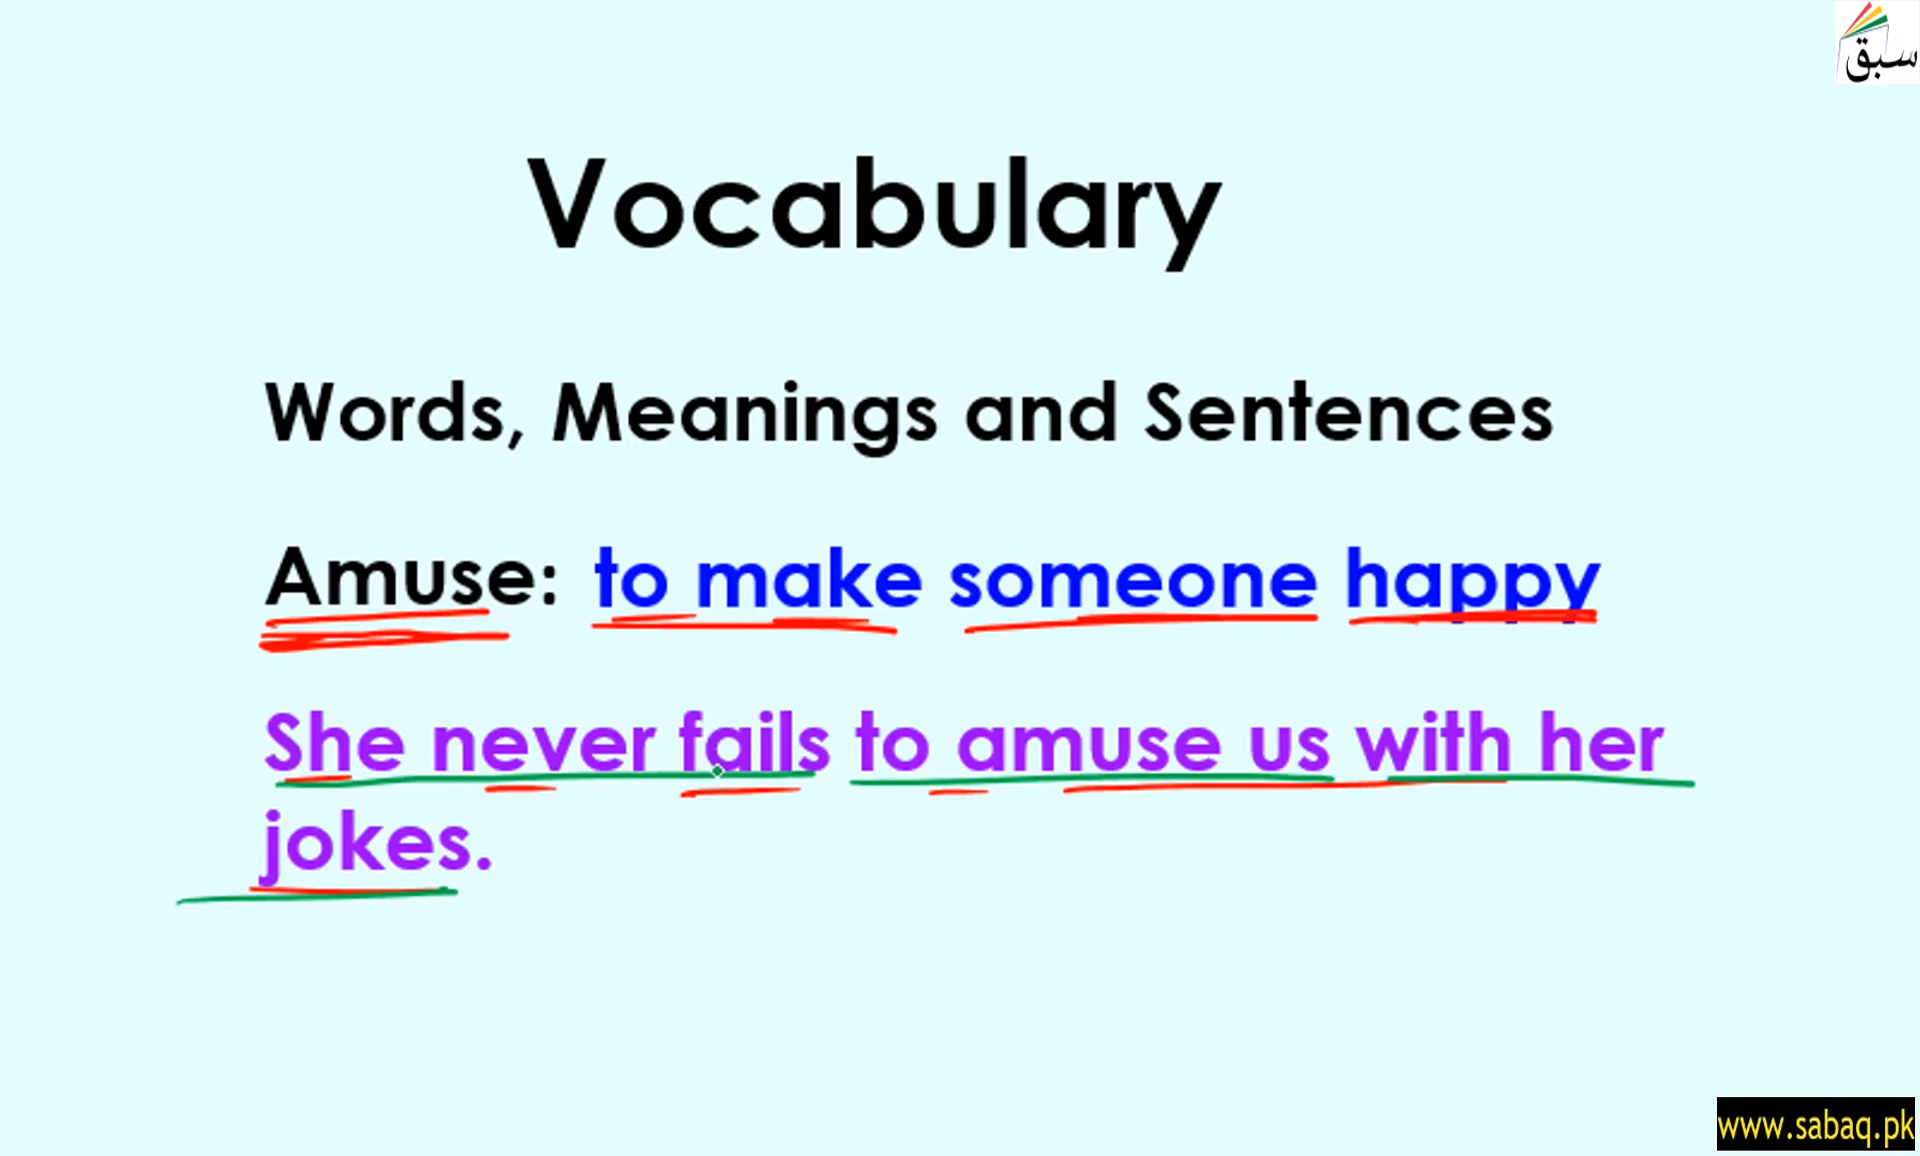 سبق
Vocabulary
Words, Meanings and Sentences
Amuse: to make someone happy
She never fails to amuse us with her
jokes.
www.sabaq.pk